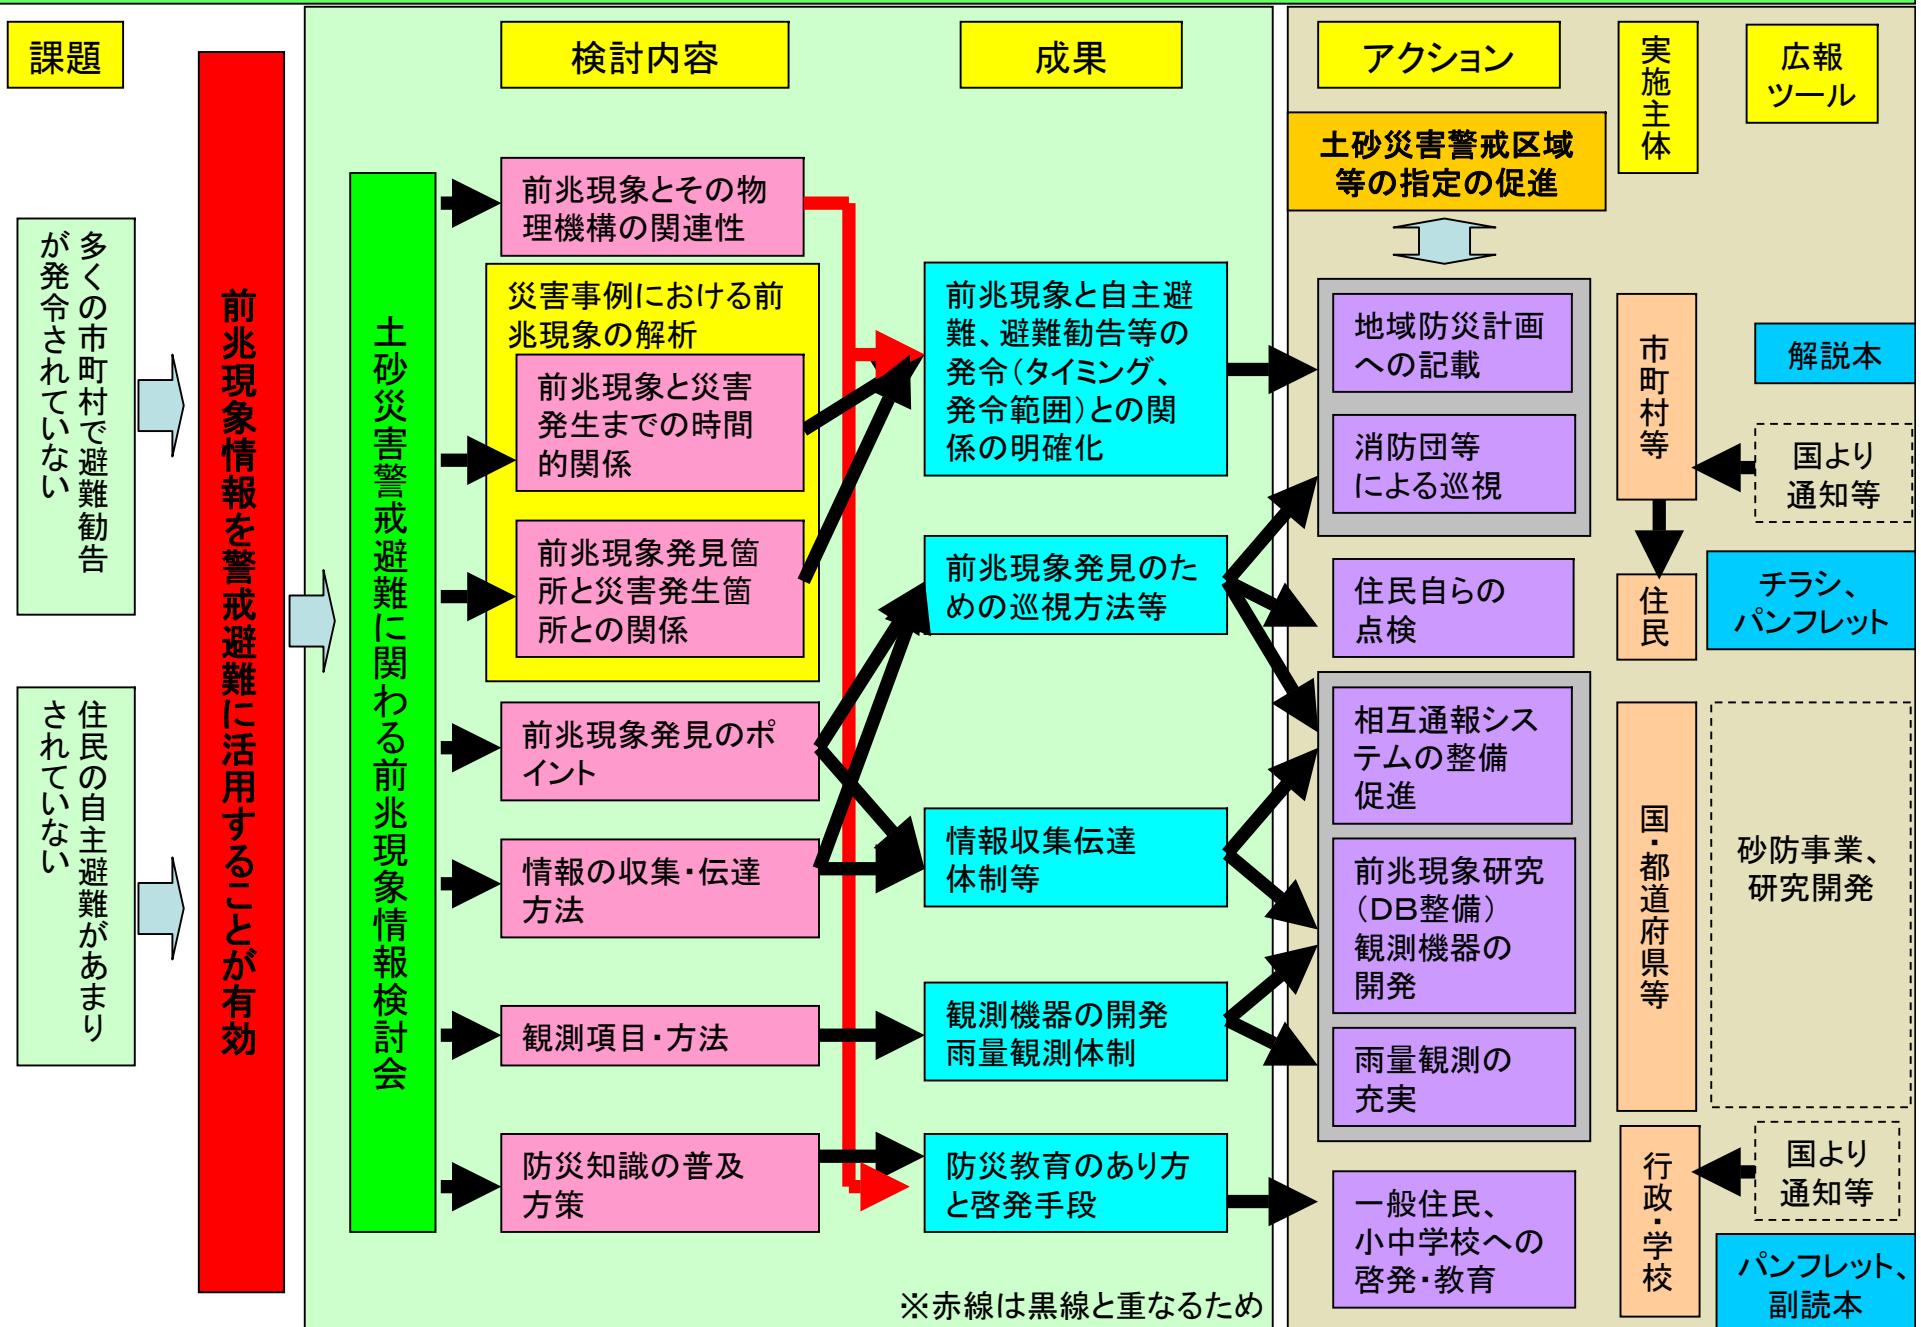 課題
検討内容
成果
アクション
実施主体
広報
ツール
多くの市町村で避難勧告
が発令されていない
住民の自主避難があまり
されていない
前兆現象情報を警戒避難に活用することが有効
土砂災害警戒避難に関わる前兆現象情報検討会
前兆現象とその物
理機構の関連性
災害事例における前
兆現象の解析
前兆現象と災害
発生までの時間
的関係
前兆現象発見箇
所と災害発生箇
所との関係
前兆現象発見のポ
イント
情報の収集・伝達
方法
観測項目・方法
防災知識の普及
方策
前兆現象と自主避
難、避難勧告等の
発令(タイミング、
発令範囲)との関
係の明確化
前兆現象発見のた
めの巡視方法等
情報収集伝達
体制等
観測機器の開発
雨量観測体制
防災教育のあり方
と啓発手段
※赤線は黒線と重なるため
土砂災害警戒区域
等の指定の促進
地域防災計画
への記載
消防団等
による巡視
住民自らの
点検
相互通報シス
テムの整備
促進
前兆現象研究
(DB整備)
観測機器の
開発
雨量観測の
充実
一般住民、
小中学校への
啓発・教育
市町村等
住民
国・都道府県等
行政・学校
解説本
国より
通知等
チラシ、
パンフレット
砂防事業、
研究開発
国より
通知等
パンフレット、
副読本